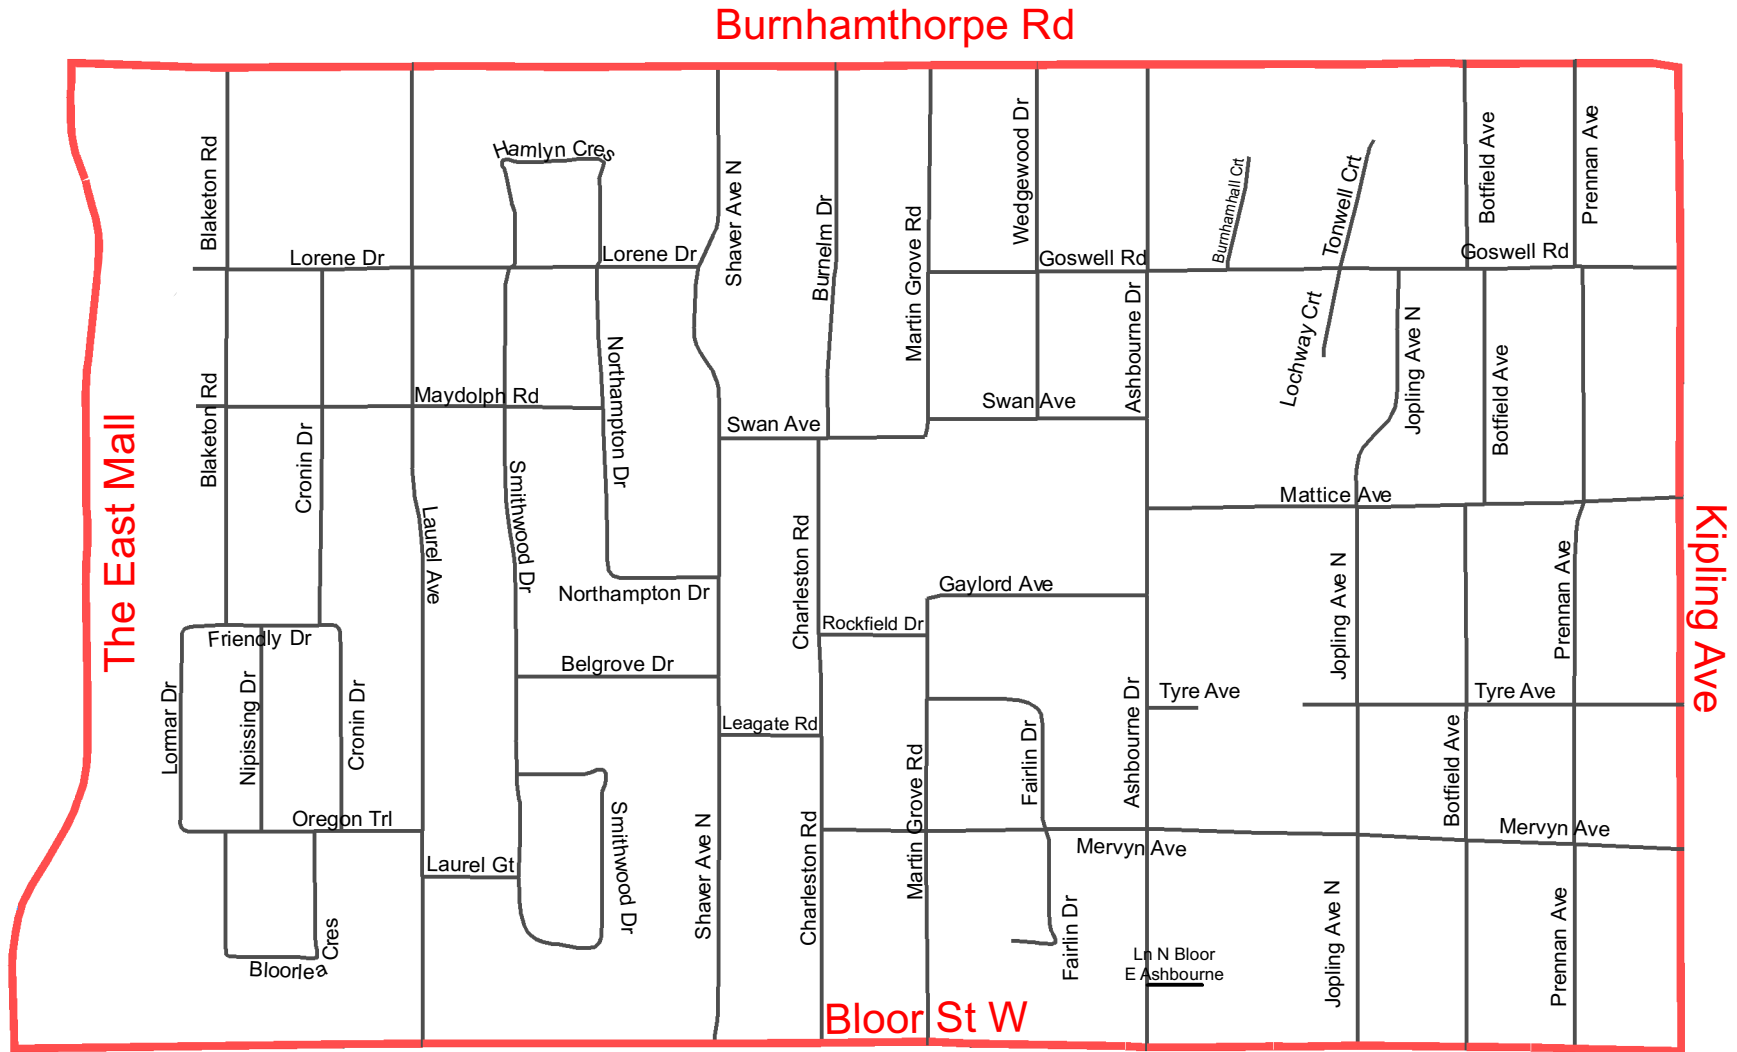 Burnhamthorpe Rd
Blaketon Rd
Hamlyn Cres
Shaver Ave N
Burnelm Dr
Martin Grove Rd
Wedgewood Dr
Burnhamhall Crt
Tonwell Crt
Botfield Ave
Prennan Ave
Lorene Dr
Lorene Dr
Goswell Rd
Goswell Rd
Ashbourne Dr
Lochway Crt
Jopling Ave N
Botfield Ave
Northampton Dr
Blaketon Rd
Maydolph Rd
Swan Ave
Swan Ave
Cronin Dr
Smithwood Dr
Laurel Ave
The East Mall
Mattice Ave
Kipling Ave
Charleston Rd
Northampton Dr
Gaylord Ave
Jopling Ave N
Prennan Ave
Rockfield Dr
Friendly Dr
Belgrove Dr
Lormar Dr
Nipissing Dr
Cronin Dr
Leagate Rd
Tyre Ave
Tyre Ave
Fairlin Dr
Ashbourne Dr
Botfield Ave
Martin Grove Rd
Oregon Trl
Mervyn Ave
Mervyn Ave
Laurel Gt
Smithwood Dr
Shaver Ave N
Charleston Rd
Fairlin Dr
Jopling Ave N
Prennan Ave
Bloorlea Cres
Ln N Bloor
E Ashbourne
Bloor St W